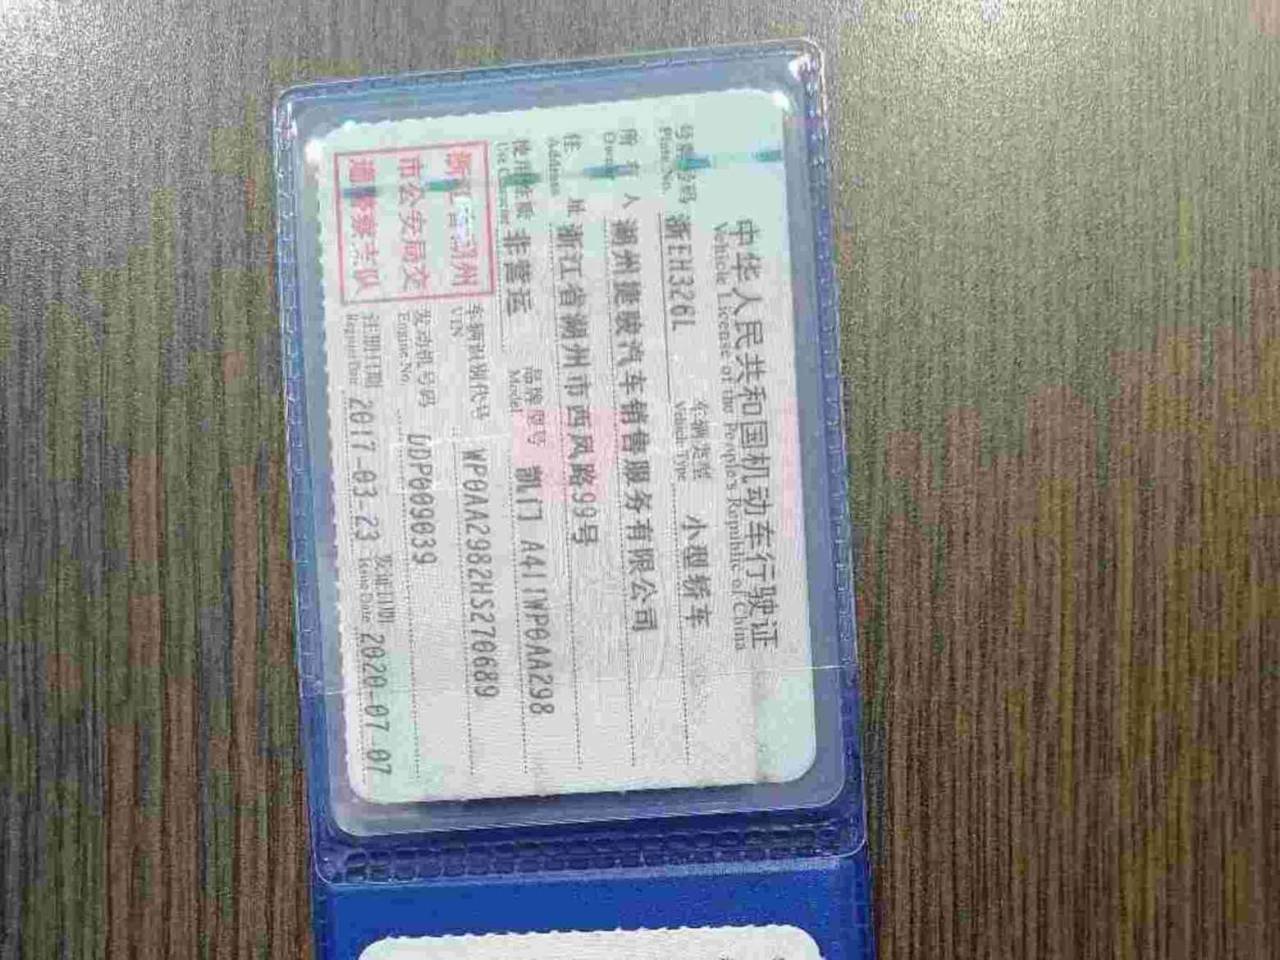 中华人民共和国机动车行驶证
Vehicle License of the People's Republic of China
号牌号码 浙EH326L 车辆类型 小型轿车
Plate No. Vehicle Type
所有人 湖州捷骏汽车销售服务有限公司
Owner
住址 浙江省湖州市西凤路99号
Address
使用性质 非营运 品牌型号 凯门 A411WP0AA298
Use Character Model
浙江省湖州
市公安局交
通警察支队
车辆识别代号 WP0AA2982HS270689
VIN
发动机号码 DDP009039
Engine No.
注册日期 2017-03-23 发证日期 2020-07-07
Register Date Issue Date